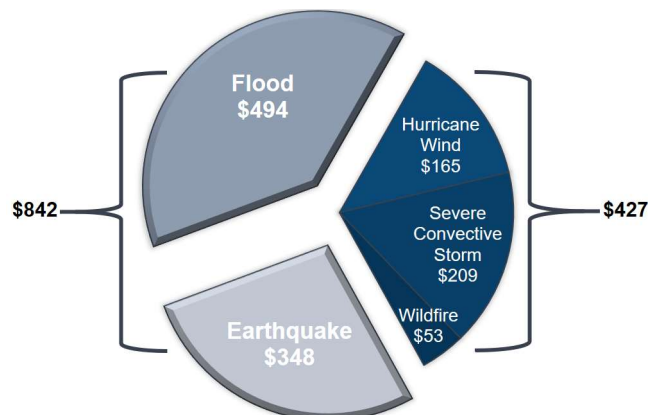 Flood
$494
Hurricane
Wind
$165
$842
$427
Severe
Convective
Storm
$209
Wildfire
$53
Earthquake
$348